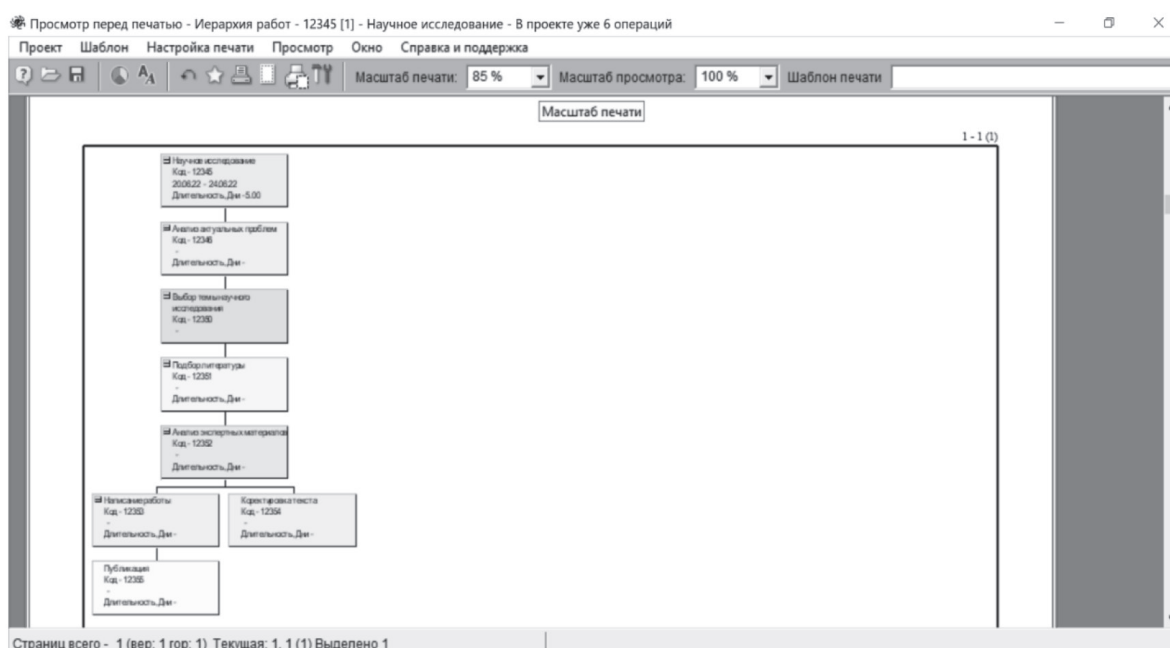 Просмотр перед печатью - Иерархия работ - 12345 [1] - Научное исследование - В проекте уже 6 операций
Проект Шаблон Настройка печати Просмотр Окно Справка и поддержка
Масштаб печати: 85 % Масштаб просмотра: 100 % Шаблон печати
Масштаб печати
1 - 1 (1)
Научное исследование
Код - 12345
20.06.22 - 24.06.22
Длительность, Дни -5.00
Анализ актуальных проблем
Код - 12346
-
Длительность, Дни -
Выбор темы научного
исследования
Код - 12350
-
Подбор литературы
Код - 12351
-
Длительность, Дни -
Анализ экспертных материалов
Код - 12352
-
Длительность, Дни -
Написание работы
Код - 12353
-
Длительность, Дни -
Коректировка текста
Код - 12354
-
Длительность, Дни -
Публикация
Код - 12355
-
Длительность, Дни -
Страниц всего - 1 (вер: 1 гор: 1) Текущая: 1, 1 (1) Выделено 1